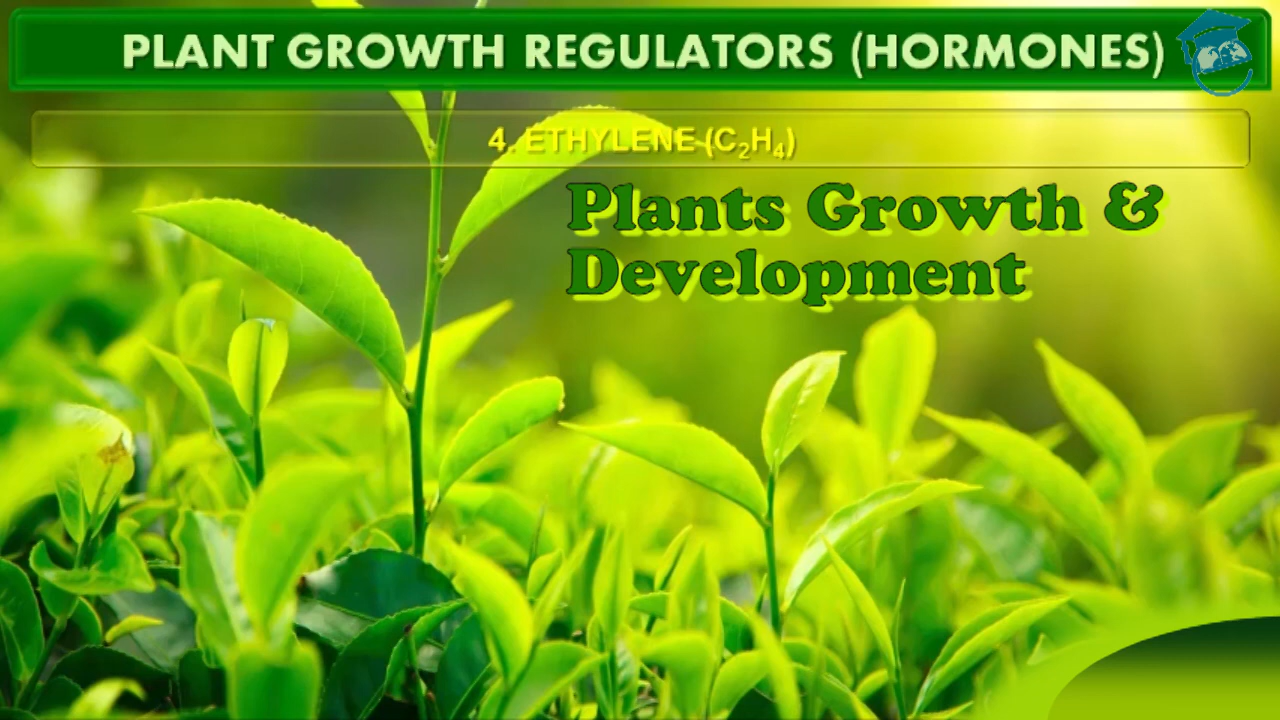 PLANT GROWTH REGULATORS (HORMONES)
4. ETHYLENE (C₂H₄)
Plants Growth &
Development